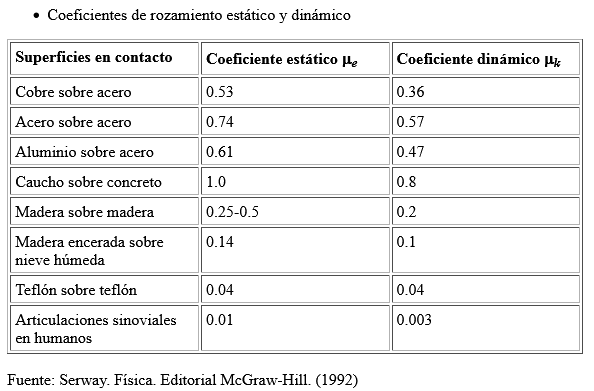 • Coeficientes de rozamiento estático y dinámico
Superficies en contacto Coeficiente estático μe Coeficiente dinámico μk
Cobre sobre acero 0.53 0.36
Acero sobre acero 0.74 0.57
Aluminio sobre acero 0.61 0.47
Caucho sobre concreto 1.0 0.8
Madera sobre madera 0.25-0.5 0.2
Madera encerada sobre 0.14 0.1
nieve húmeda
Teflón sobre teflón 0.04 0.04
Articulaciones sinoviales 0.01 0.003
en humanos
Fuente: Serway. Física. Editorial McGraw-Hill. (1992)